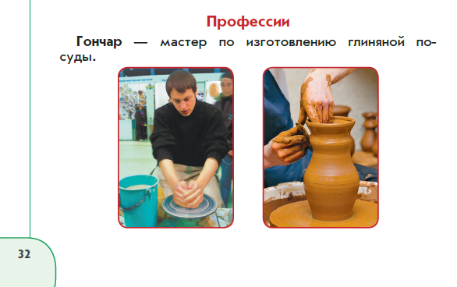 Профессии
Гончар — мастер по изготовлению глиняной по-
суды.
32